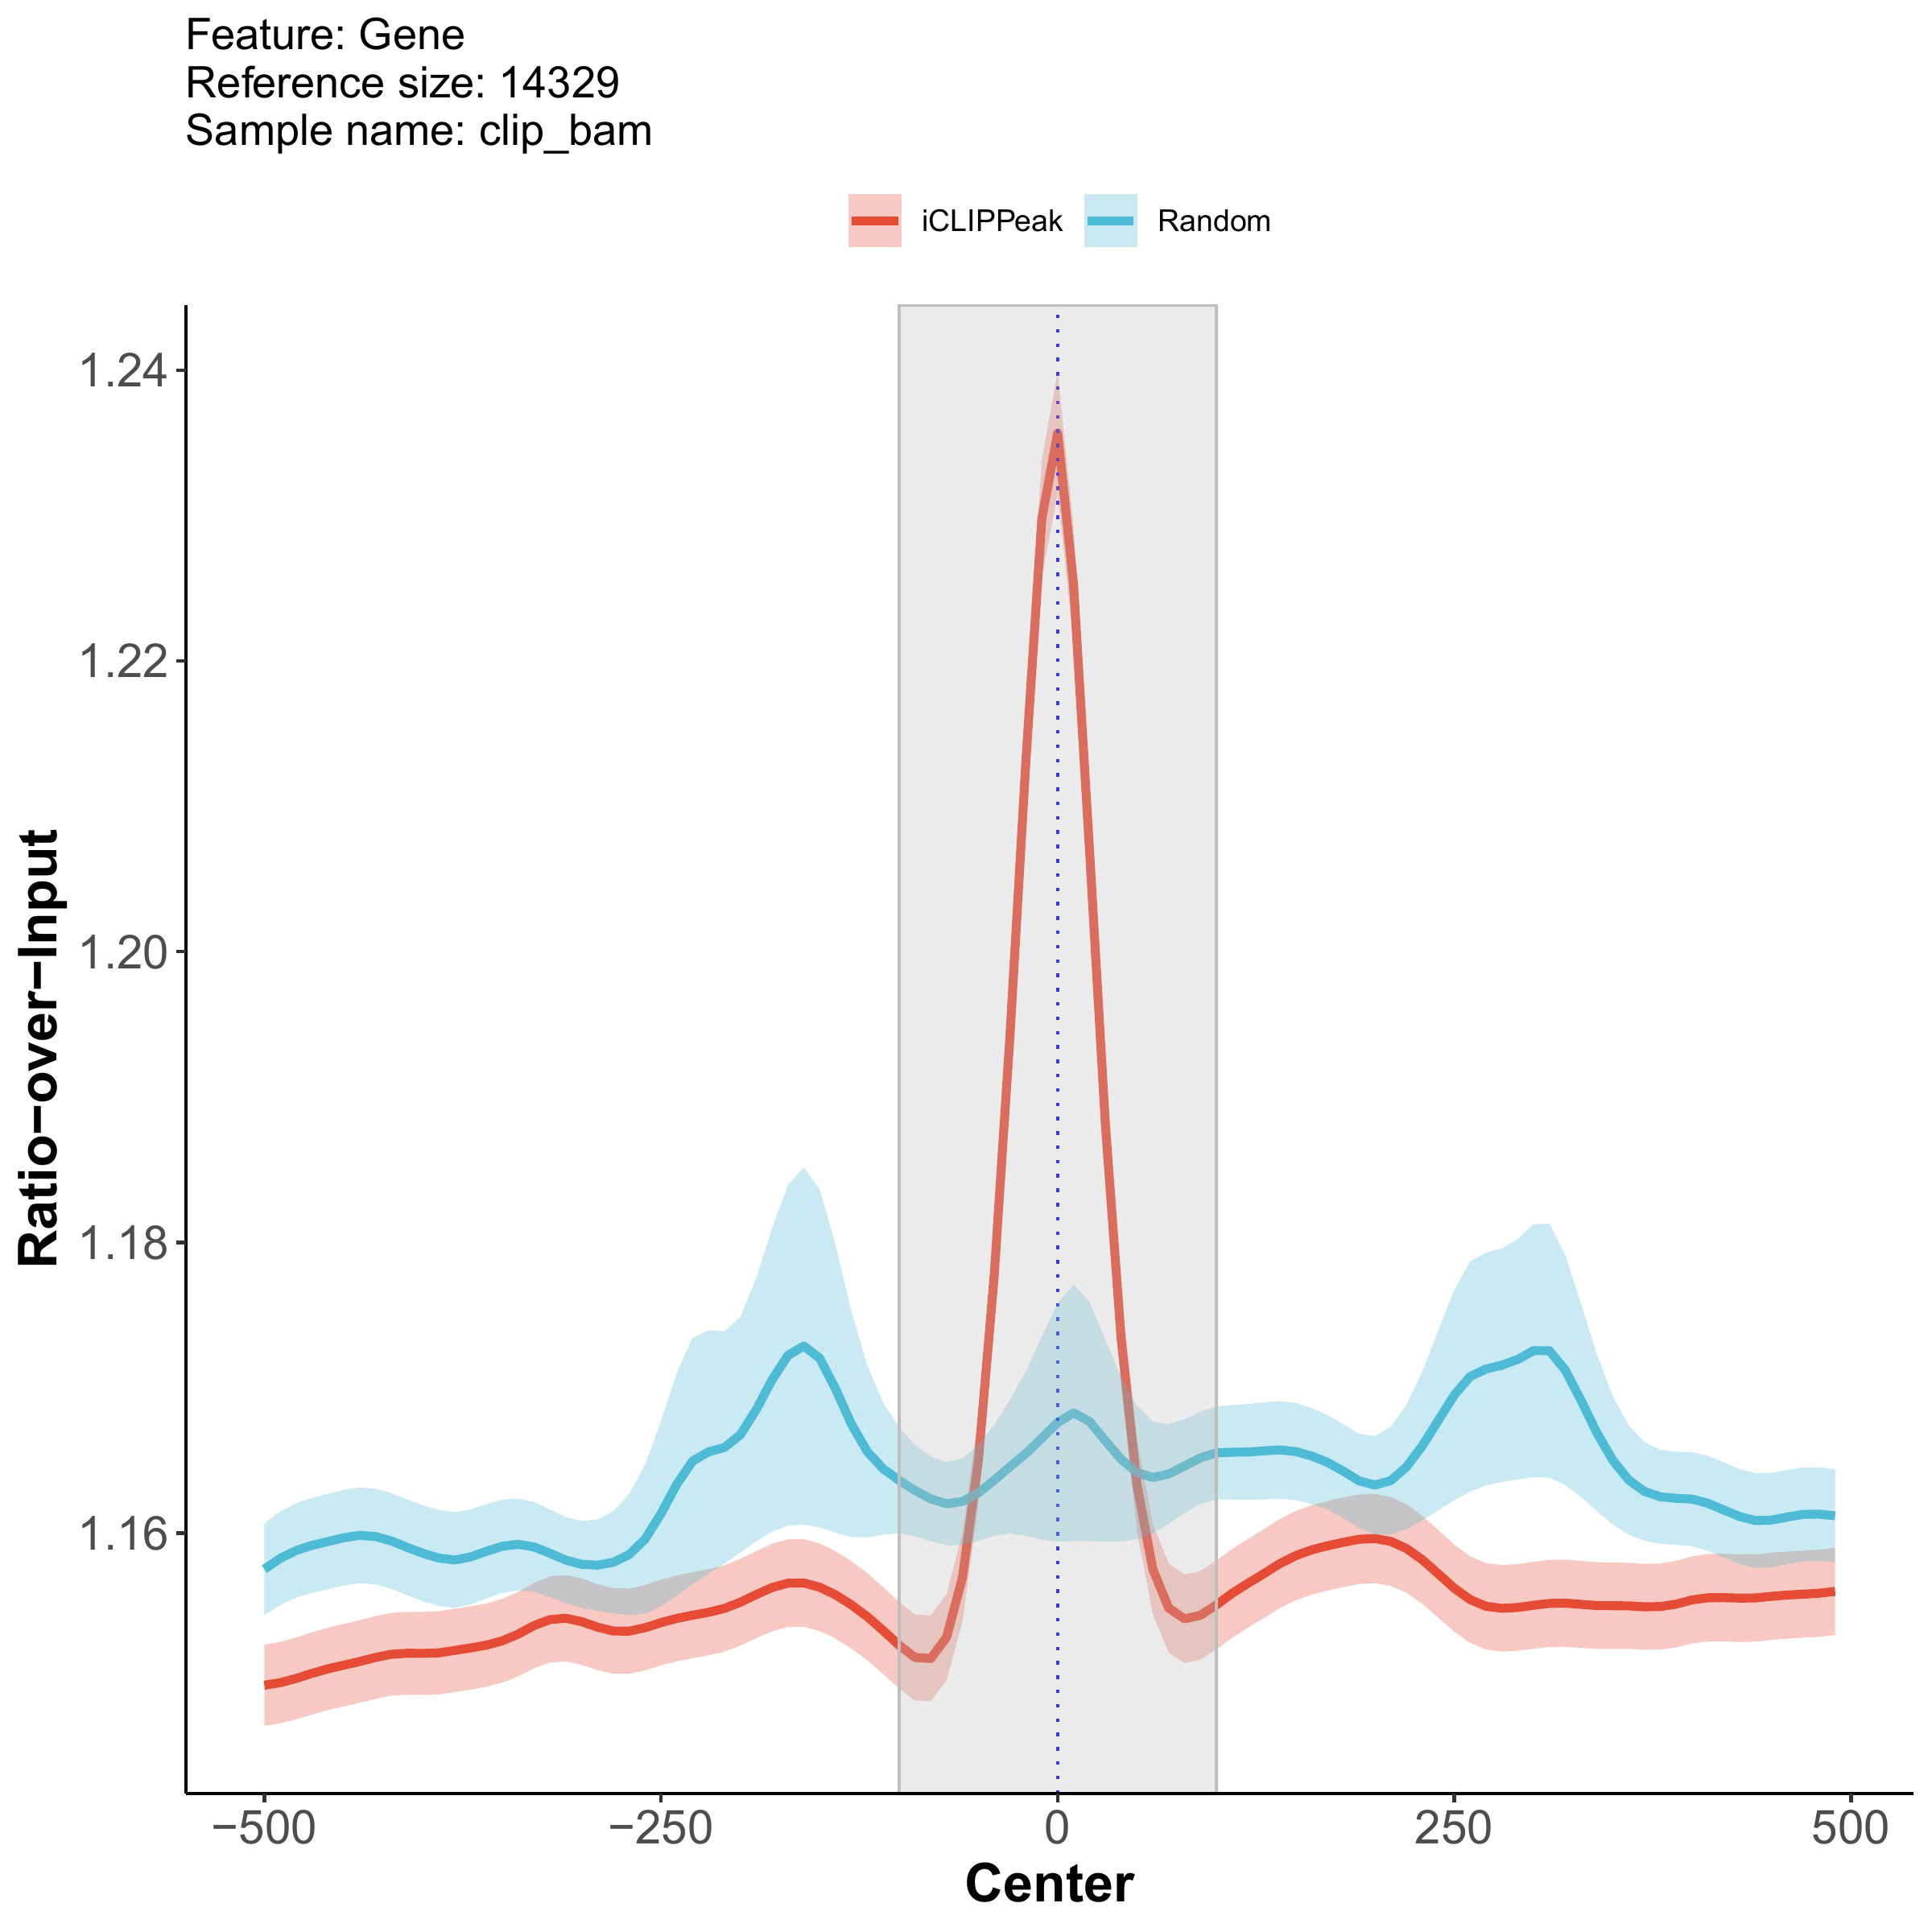 Feature: Gene
Reference size: 14329
Sample name: clip_bam
iCLIPPeak Random
1.24
1.22
1.20
1.18
1.16
Ratio−over−Input
−500 −250 0 250 500
Center